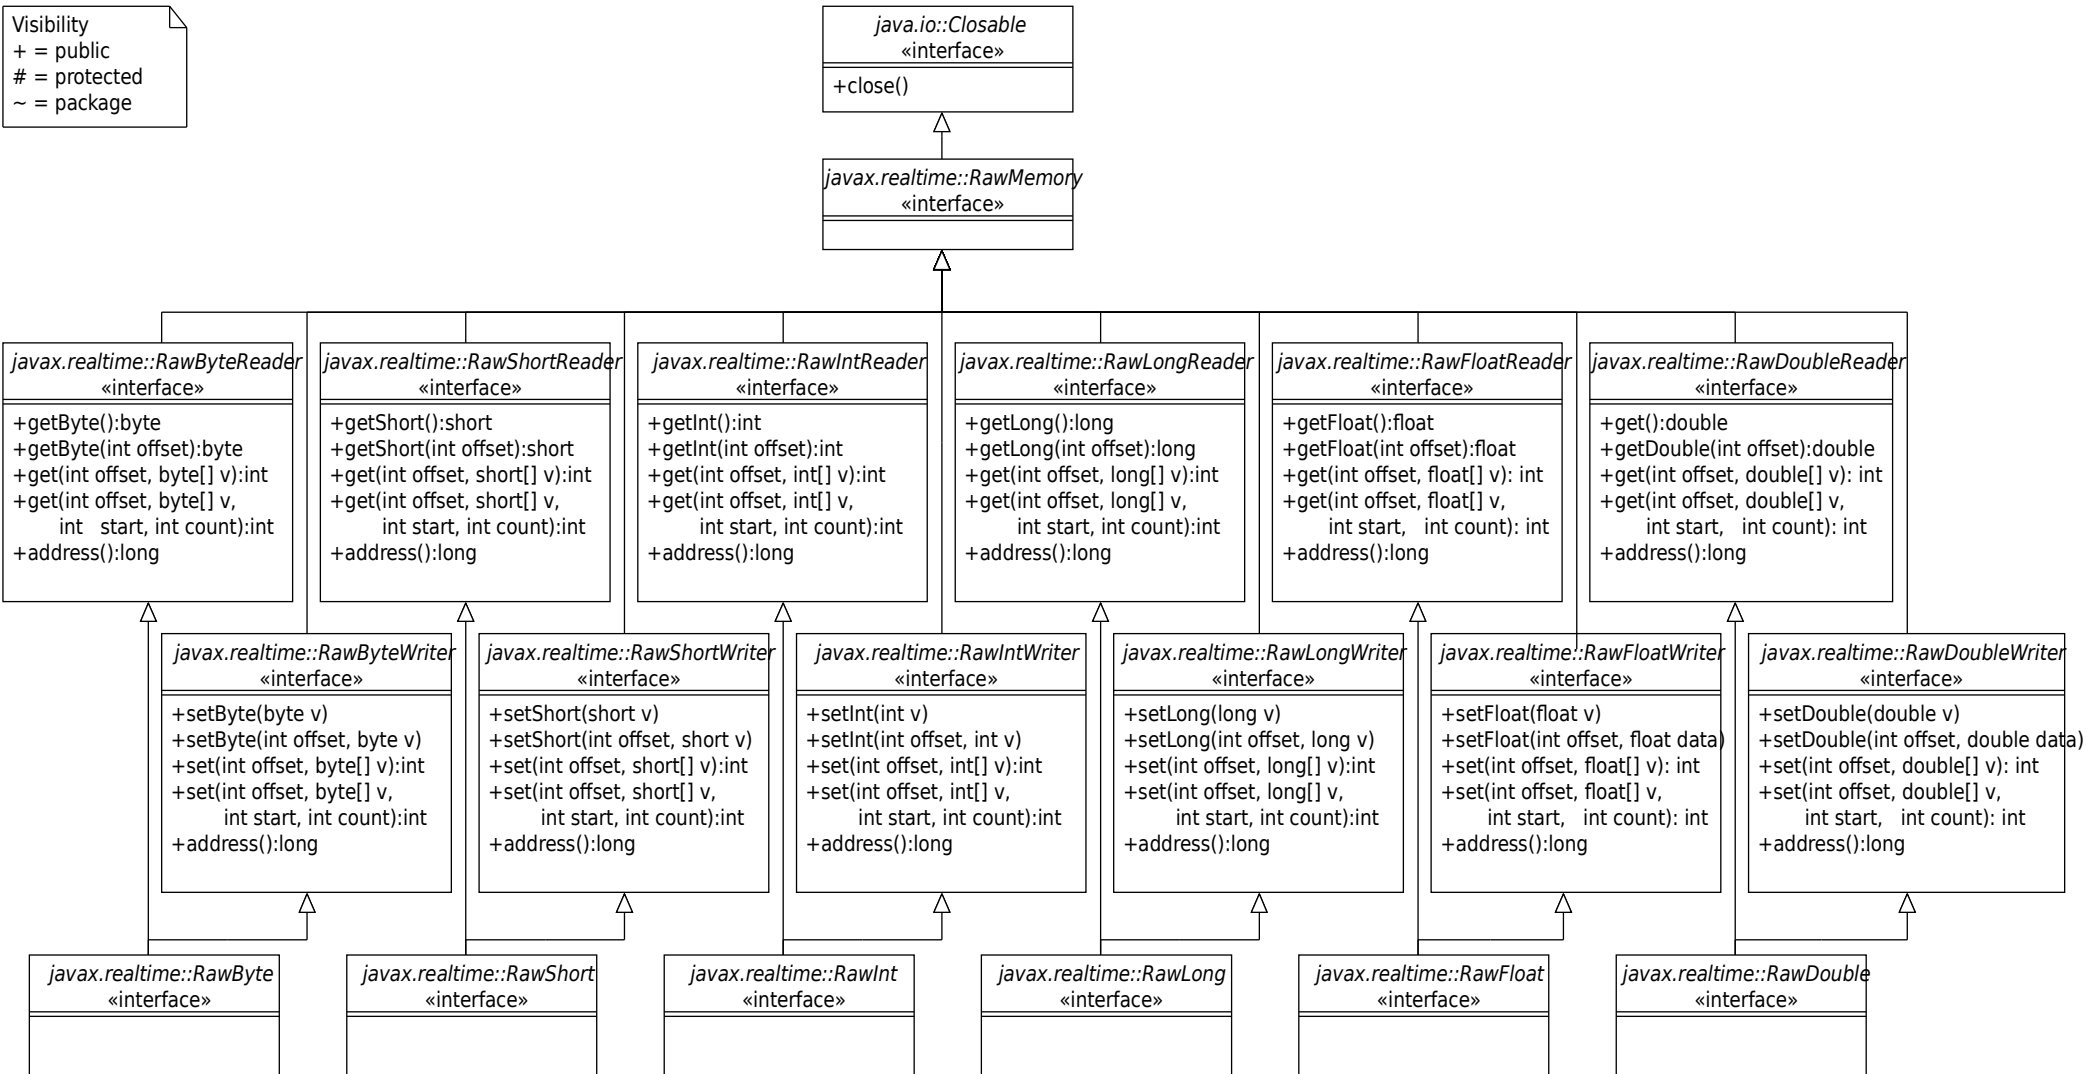 Visibility
+ = public
# = protected
~ = package
java.io::Closable
«interface»
+close()
javax.realtime::RawMemory
«interface»
javax.realtime::RawByteReader
«interface»
+getByte():byte
+getByte(int offset):byte
+get(int offset, byte[] v):int
+get(int offset, byte[] v,
int start, int count):int
+address():long
javax.realtime::RawShortReader
«interface»
+getShort():short
+getShort(int offset):short
+get(int offset, short[] v):int
+get(int offset, short[] v,
int start, int count):int
+address():long
javax.realtime::RawIntReader
«interface»
+getInt():int
+getInt(int offset):int
+get(int offset, int[] v):int
+get(int offset, int[] v,
int start, int count):int
+address():long
javax.realtime::RawLongReader
«interface»
+getLong():long
+getLong(int offset):long
+get(int offset, long[] v):int
+get(int offset, long[] v,
int start, int count):int
+address():long
javax.realtime::RawFloatReader
«interface»
+getFloat():float
+getFloat(int offset):float
+get(int offset, float[] v): int
+get(int offset, float[] v,
int start, int count): int
+address():long
javax.realtime::RawDoubleReader
«interface»
+get():double
+getDouble(int offset):double
+get(int offset, double[] v): int
+get(int offset, double[] v,
int start, int count): int
+address():long
javax.realtime::RawByteWriter
«interface»
+setByte(byte v)
+setByte(int offset, byte v)
+set(int offset, byte[] v):int
+set(int offset, byte[] v,
int start, int count):int
+address():long
javax.realtime::RawShortWriter
«interface»
+setShort(short v)
+setShort(int offset, short v)
+set(int offset, short[] v):int
+set(int offset, short[] v,
int start, int count):int
+address():long
javax.realtime::RawIntWriter
«interface»
+setInt(int v)
+setInt(int offset, int v)
+set(int offset, int[] v):int
+set(int offset, int[] v,
int start, int count):int
+address():long
javax.realtime::RawLongWriter
«interface»
+setLong(long v)
+setLong(int offset, long v)
+set(int offset, long[] v):int
+set(int offset, long[] v,
int start, int count):int
+address():long
javax.realtime::RawFloatWriter
«interface»
+setFloat(float v)
+setFloat(int offset, float data)
+set(int offset, float[] v): int
+set(int offset, float[] v,
int start, int count): int
+address():long
javax.realtime::RawDoubleWriter
«interface»
+setDouble(double v)
+setDouble(int offset, double data)
+set(int offset, double[] v): int
+set(int offset, double[] v,
int start, int count): int
+address():long
javax.realtime::RawByte
«interface»
javax.realtime::RawShort
«interface»
javax.realtime::RawInt
«interface»
javax.realtime::RawLong
«interface»
javax.realtime::RawFloat
«interface»
javax.realtime::RawDouble
«interface»